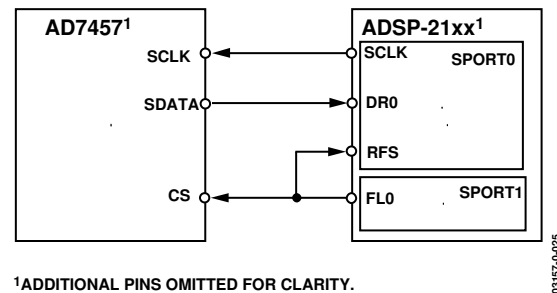 AD7457¹
SCLK
SDATA
CS
ADSP-21xx¹
SCLK
SPORT0
DR0
RFS
FL0
SPORT1
¹ADDITIONAL PINS OMITTED FOR CLARITY.
03157-0-025